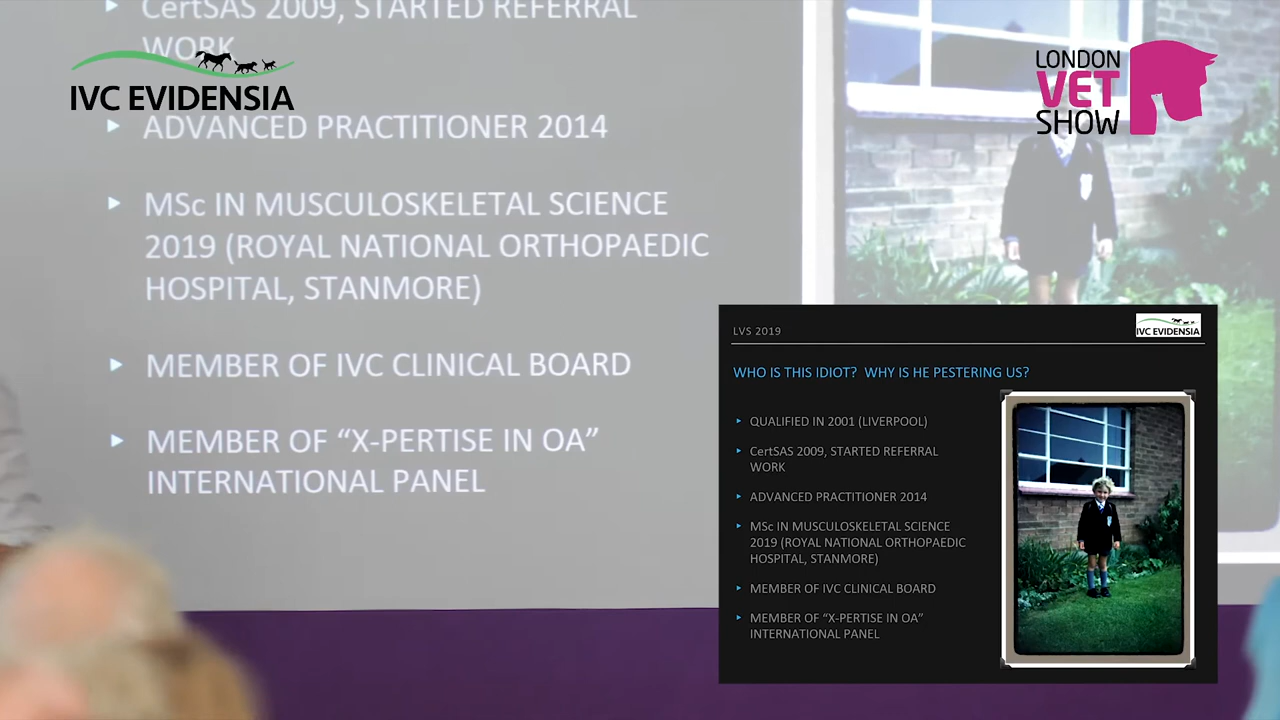 CertSAS 2009, STARTED REFERRAL
WORK
IVC EVIDENSIA
ADVANCED PRACTITIONER 2014
MSc IN MUSCULOSKELETAL SCIENCE
2019 (ROYAL NATIONAL ORTHOPAEDIC
HOSPITAL, STANMORE)
MEMBER OF IVC CLINICAL BOARD
MEMBER OF “X-PERTISE IN OA”
INTERNATIONAL PANEL
LONDON
VET
SHOW
LVS 2019
IVC EVIDENSIA
WHO IS THIS IDIOT? WHY IS HE PESTERING US?
QUALIFIED IN 2001 (LIVERPOOL)
CertSAS 2009, STARTED REFERRAL
WORK
ADVANCED PRACTITIONER 2014
MSc IN MUSCULOSKELETAL SCIENCE
2019 (ROYAL NATIONAL ORTHOPAEDIC
HOSPITAL, STANMORE)
MEMBER OF IVC CLINICAL BOARD
MEMBER OF “X-PERTISE IN OA”
INTERNATIONAL PANEL